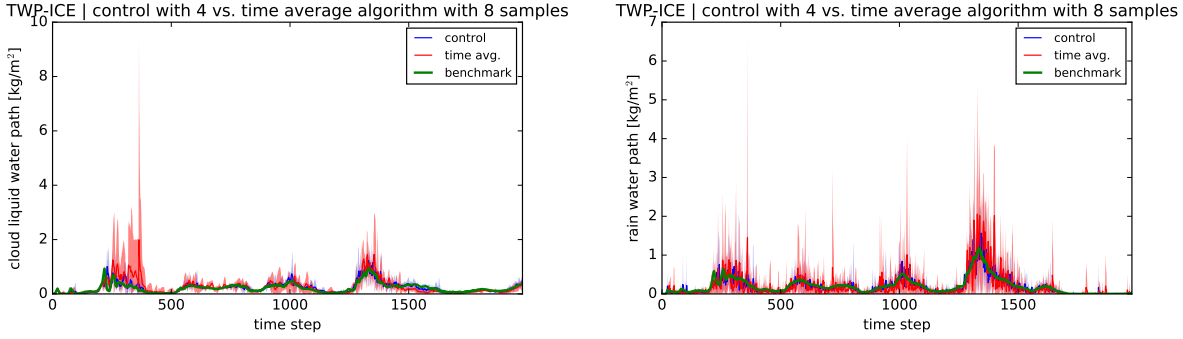 TWP-ICE | control with 4 vs. time average algorithm with 8 samples
10
8
6
4
2
0
cloud liquid water path [kg/m²]
control
time avg.
benchmark
0
500
1000
1500
time step
TWP-ICE | control with 4 vs. time average algorithm with 8 samples
7
6
5
4
3
2
1
0
rain water path [kg/m²]
control
time avg.
benchmark
0
500
1000
1500
time step